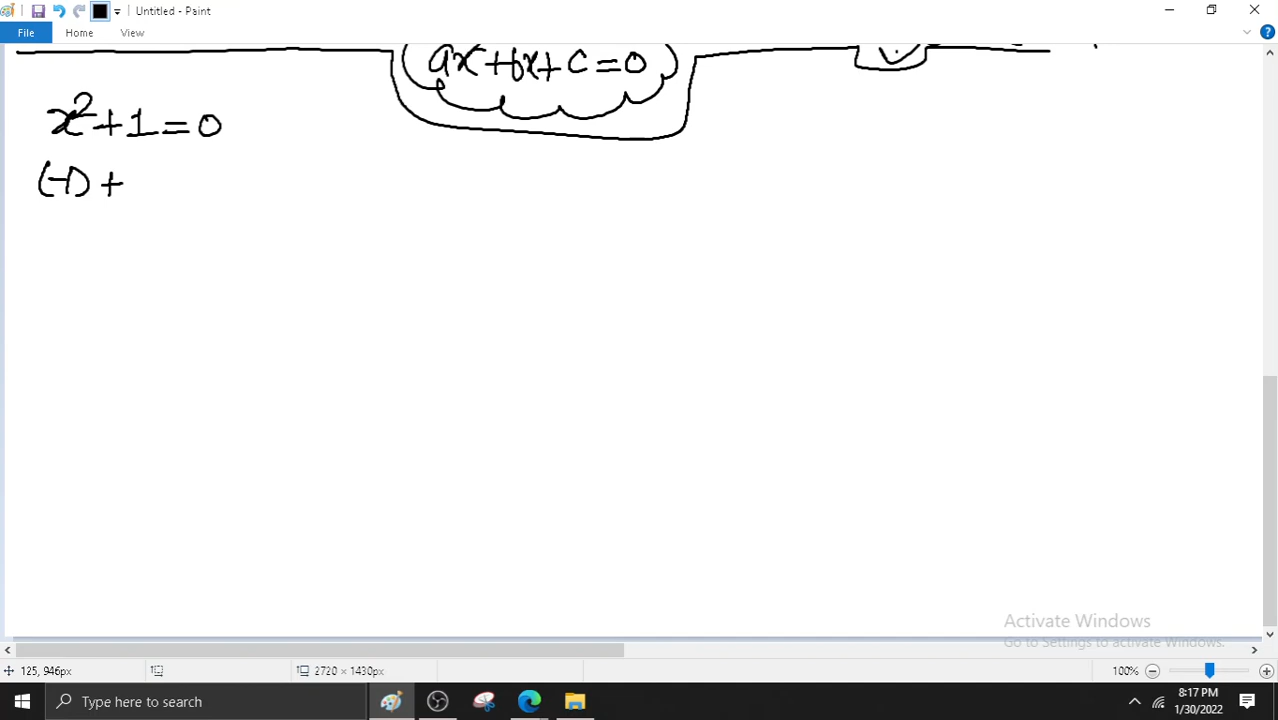 Untitled - Paint
File Home View
ax²+bx+c=0
x²+1=0
(-1) +
Activate Windows
Go to Settings to activate Windows.
125, 946px
2720 × 1430px
100%
Type here to search
8:17 PM
1/30/2022